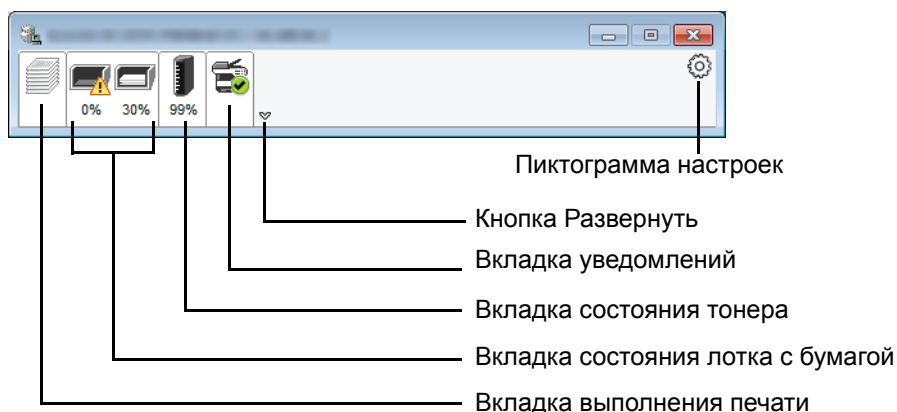 0% 30% 99%
Пиктограмма настроек
Кнопка Развернуть
Вкладка уведомлений
Вкладка состояния тонера
Вкладка состояния лотка с бумагой
Вкладка выполнения печати